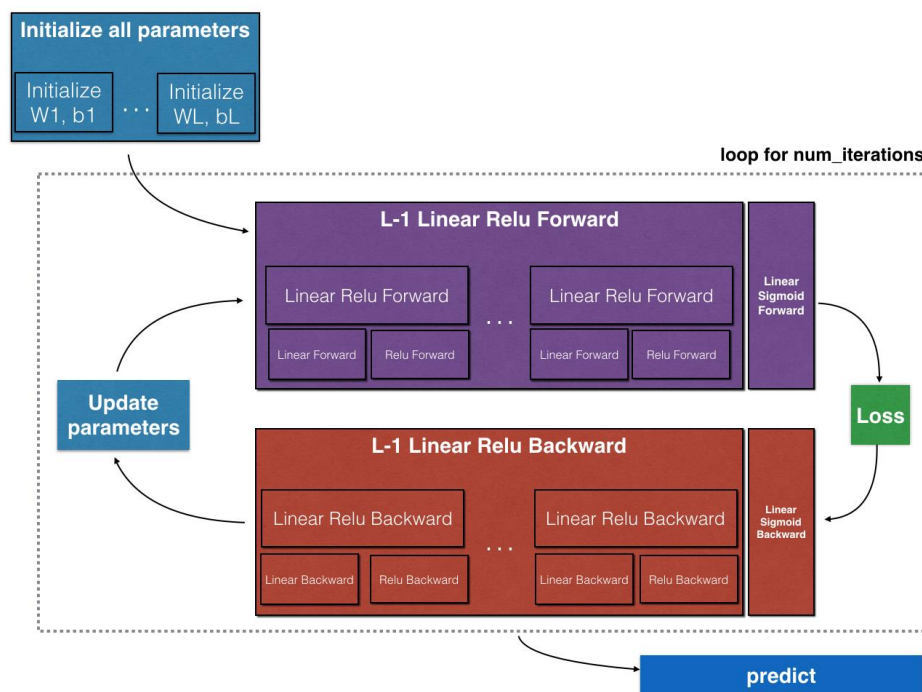 Initialize all parameters
Initialize
W1, b1
...
Initialize
WL, bL
loop for num_iterations
L-1 Linear Relu Forward
Linear Relu Forward
Linear Forward
Relu Forward
...
Linear Relu Forward
Linear Forward
Relu Forward
Linear
Sigmoid
Forward
Loss
Update
parameters
L-1 Linear Relu Backward
Linear Relu Backward
Linear Backward
Relu Backward
...
Linear Relu Backward
Linear Backward
Relu Backward
Linear
Sigmoid
Backward
predict